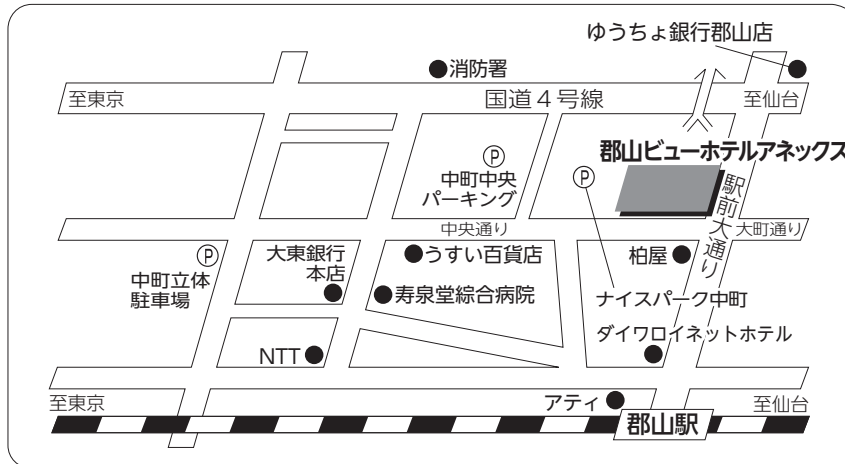 ゆうちょ銀行郡山店
消防署
至東京
国道4号線
至仙台
郡山ビューホテルアネックス
Ⓟ
中町中央
パーキング
Ⓟ
駅前大通り
中央通り
大町通り
Ⓟ
中町立体
駐車場
大東銀行
本店
うすい百貨店
柏屋
寿泉堂綜合病院
ナイスパーク中町
ダイワロイネットホテル
NTT
至東京
アティ
至仙台
郡山駅